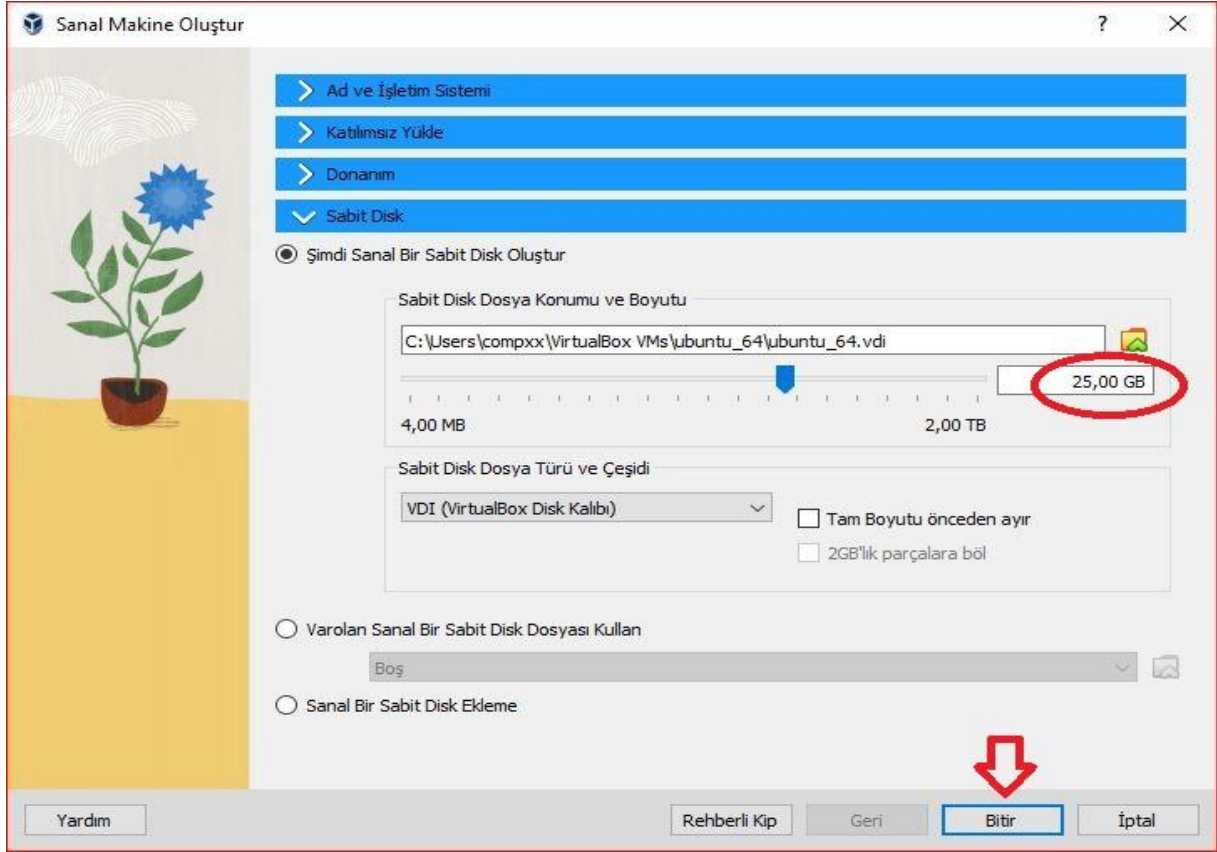 Sanal Makine Oluştur
?
Ad ve İşletim Sistemi
Katılımsız Yükle
Donanım
Sabit Disk
Şimdi Sanal Bir Sabit Disk Oluştur
Sabit Disk Dosya Konumu ve Boyutu
C:\Users\compxx\VirtualBox VMs\ubuntu_64\ubuntu_64.vdi
25,00 GB
4,00 MB 2,00 TB
Sabit Disk Dosya Türü ve Çeşidi
VDI (VirtualBox Disk Kalıbı)
Tam Boyutu önceden ayır
2GB'lık parçalara böl
Varolan Sanal Bir Sabit Disk Dosyası Kullan
Boş
Sanal Bir Sabit Disk Ekleme
Yardım Rehberli Kip Geri Bitir İptal